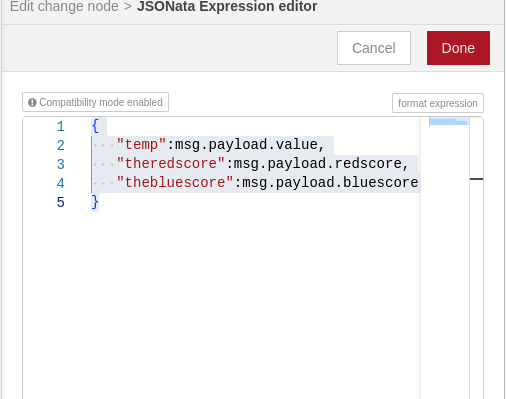 Edit change node > JSONata Expression editor
Cancel
Done
Compatibility mode enabled
format expression
1 {
2 "temp":msg.payload.value,
3 "theredscore":msg.payload.redscore,
4 "thebluescore":msg.payload.bluescore
5 }